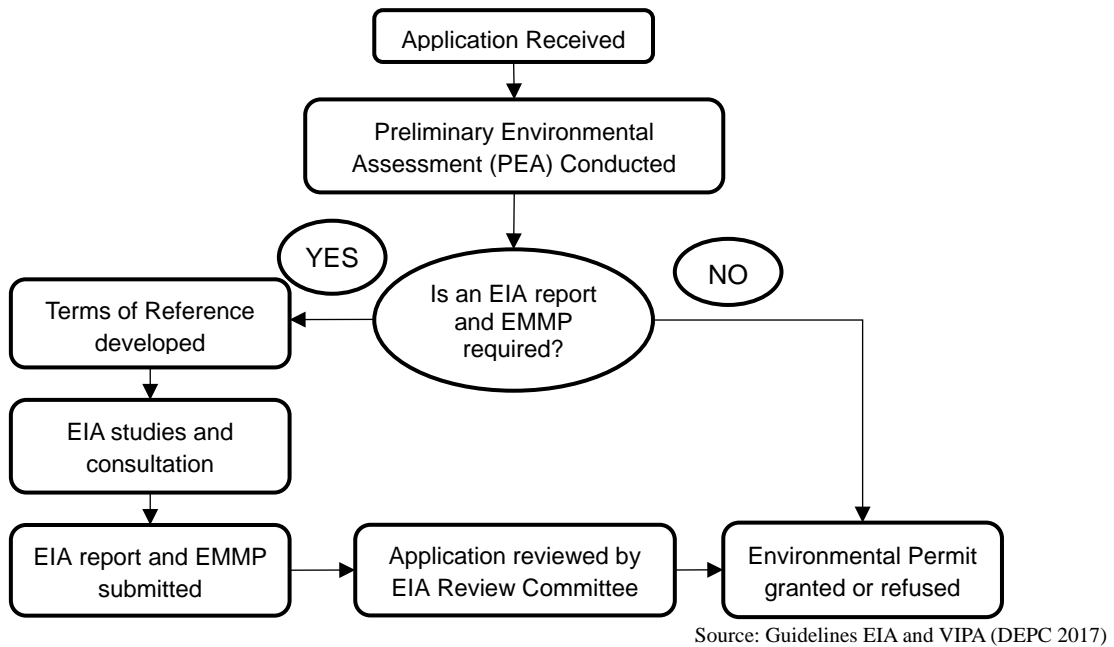 Application Received
Preliminary Environmental
Assessment (PEA) Conducted
YES
NO
Is an EIA report
and EMMP
required?
Terms of Reference
developed
EIA studies and
consultation
EIA report and EMMP
submitted
Application reviewed by
EIA Review Committee
Environmental Permit
granted or refused
Source: Guidelines EIA and VIPA (DEPC 2017)